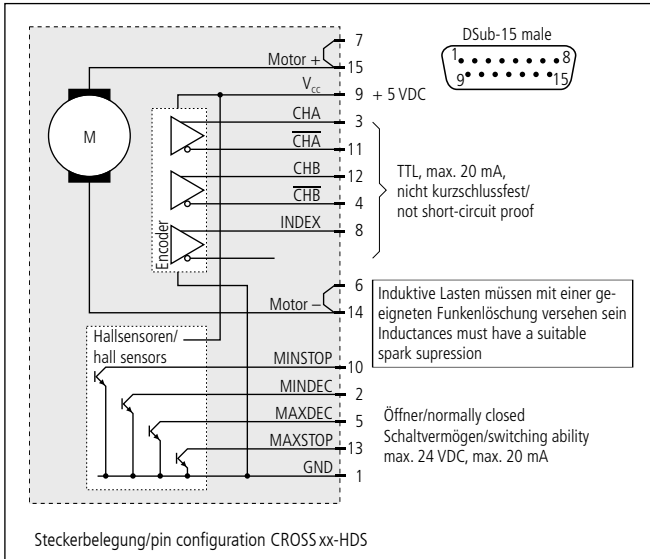 DSub-15 male
1
8
9
15
7
Motor +
15
Vcc
9 + 5 VDC
CHA
3
CHA
11
CHB
12
CHB
4
INDEX
8
M
Encoder
TTL, max. 20 mA,
nicht kurzschlussfest/
not short-circuit proof
6
Motor –
14
Induktive Lasten müssen mit einer ge-
eigneten Funkenlöschung versehen sein
Inductances must have a suitable
spark supression
Hallsensoren/
hall sensors
MINSTOP
10
MINDEC
2
MAXDEC
5
MAXSTOP
13
GND
1
Öffner/normally closed
Schaltvermögen/switching ability
max. 24 VDC, max. 20 mA
Steckerbelegung/pin configuration CROSS xx-HDS